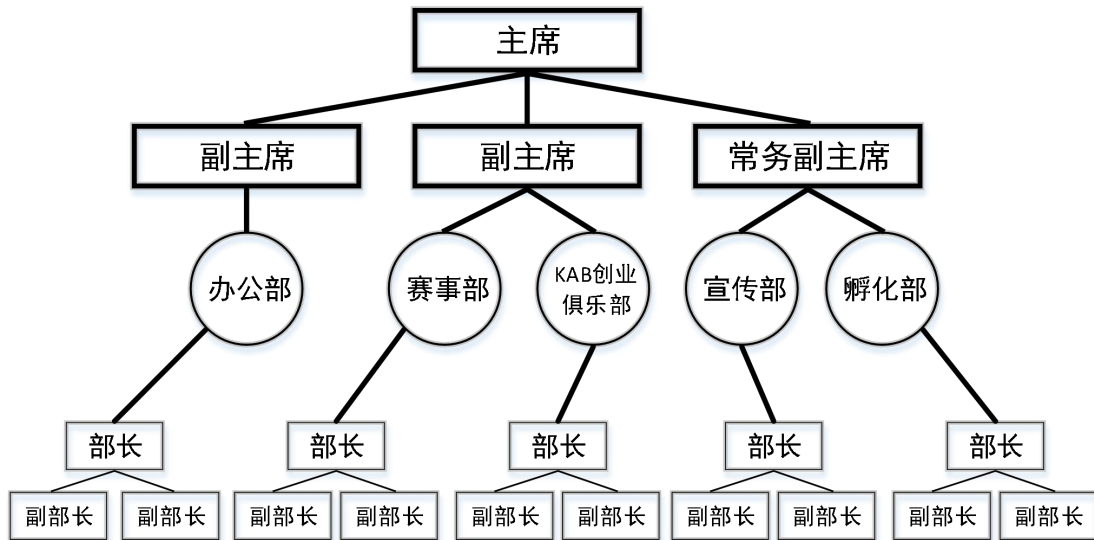 主席
副主席
副主席
常务副主席
办公部
赛事部
KAB创业
俱乐部
宣传部
孵化部
部长
部长
部长
部长
部长
副部长
副部长
副部长
副部长
副部长
副部长
副部长
副部长
副部长
副部长